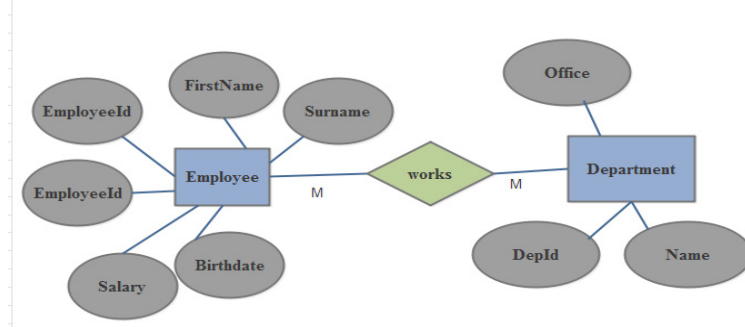 FirstName
EmployeeId
Surname
Office
Employee
M
works
M
Department
EmployeeId
Salary
Birthdate
DepId
Name